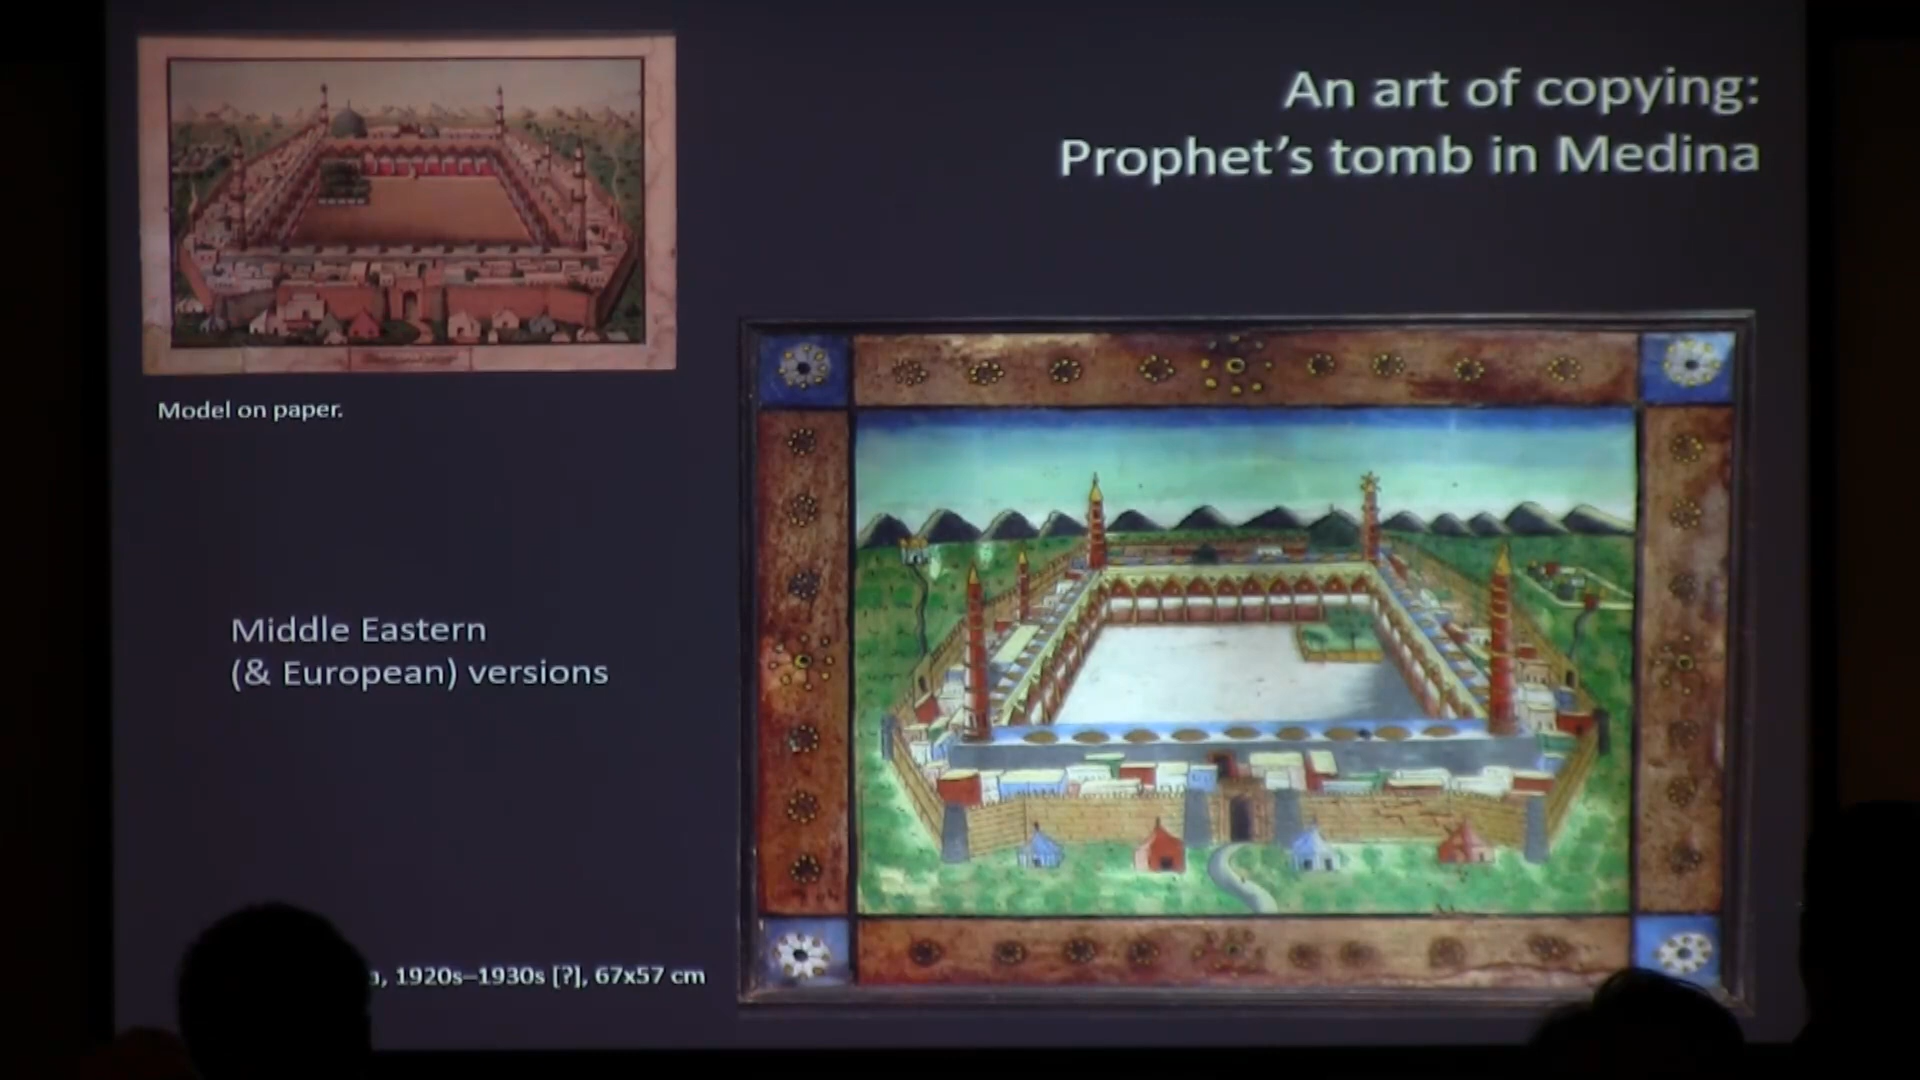 An art of copying:
Prophet's tomb in Medina
Model on paper.
Middle Eastern
(& European) versions
1920s–1930s [?], 67x57 cm